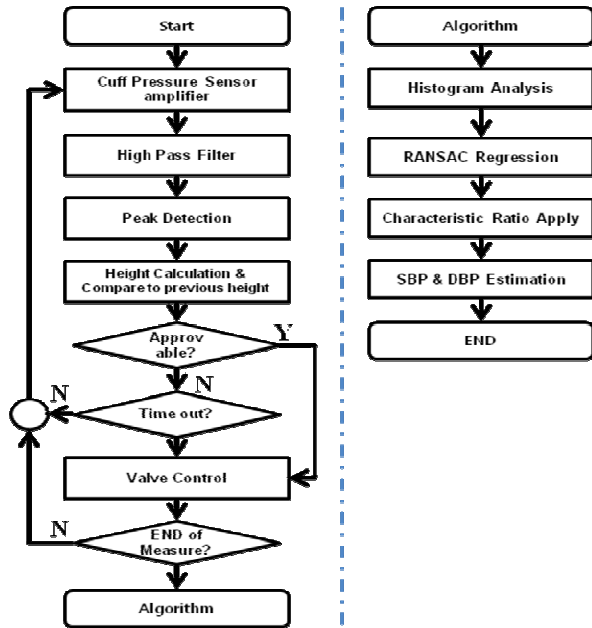 Start
Cuff Pressure Sensor
amplifier
High Pass Filter
Peak Detection
Height Calculation &
Compare to previous height
Approv
able?
Y
N
Time out?
N
Valve Control
END of
Measure?
N
Algorithm
Algorithm
Histogram Analysis
RANSAC Regression
Characteristic Ratio Apply
SBP & DBP Estimation
END